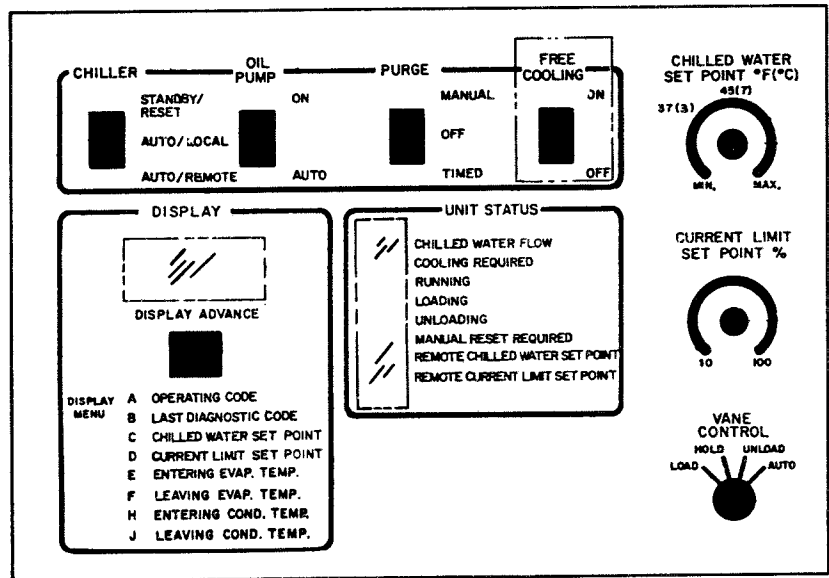 CHILLER
STANDBY/
RESET
AUTO/LOCAL
AUTO/REMOTE
OIL
PUMP
ON
AUTO
PURGE
MANUAL
OFF
TIMED
FREE
COOLING
ON
OFF
CHILLED WATER
SET POINT °F(°C)
45(7)
37(3)
MIN. MAX.
DISPLAY
DISPLAY ADVANCE
DISPLAY
MENU
A OPERATING CODE
B LAST DIAGNOSTIC CODE
C CHILLED WATER SET POINT
D CURRENT LIMIT SET POINT
E ENTERING EVAP. TEMP.
F LEAVING EVAP. TEMP.
H ENTERING COND. TEMP.
J LEAVING COND. TEMP.
UNIT STATUS
CHILLED WATER FLOW
COOLING REQUIRED
RUNNING
LOADING
UNLOADING
MANUAL RESET REQUIRED
REMOTE CHILLED WATER SET POINT
REMOTE CURRENT LIMIT SET POINT
CURRENT LIMIT
SET POINT %
100
VANE
CONTROL
HOLD UNLOAD
LOAD AUTO